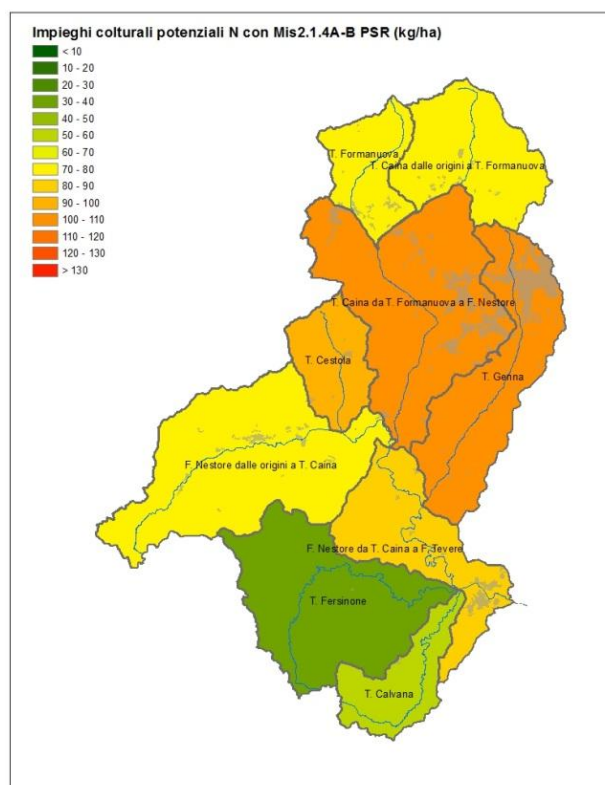 Impieghi colturali potenziali N con Mis2.1.4A-B PSR (kg/ha)
< 10
10 - 20
20 - 30
30 - 40
40 - 50
50 - 60
60 - 70
70 - 80
80 - 90
90 - 100
100 - 110
110 - 120
120 - 130
> 130
T. Formanuova
T. Caina dalle origini a T. Formanuova
T. Caina da T. Formanuova a F. Nestore
T. Cestola
T. Genna
F. Nestore dalle origini a T. Caina
F. Nestore da T. Caina a F. Tevere
T. Fersinone
T. Calvana